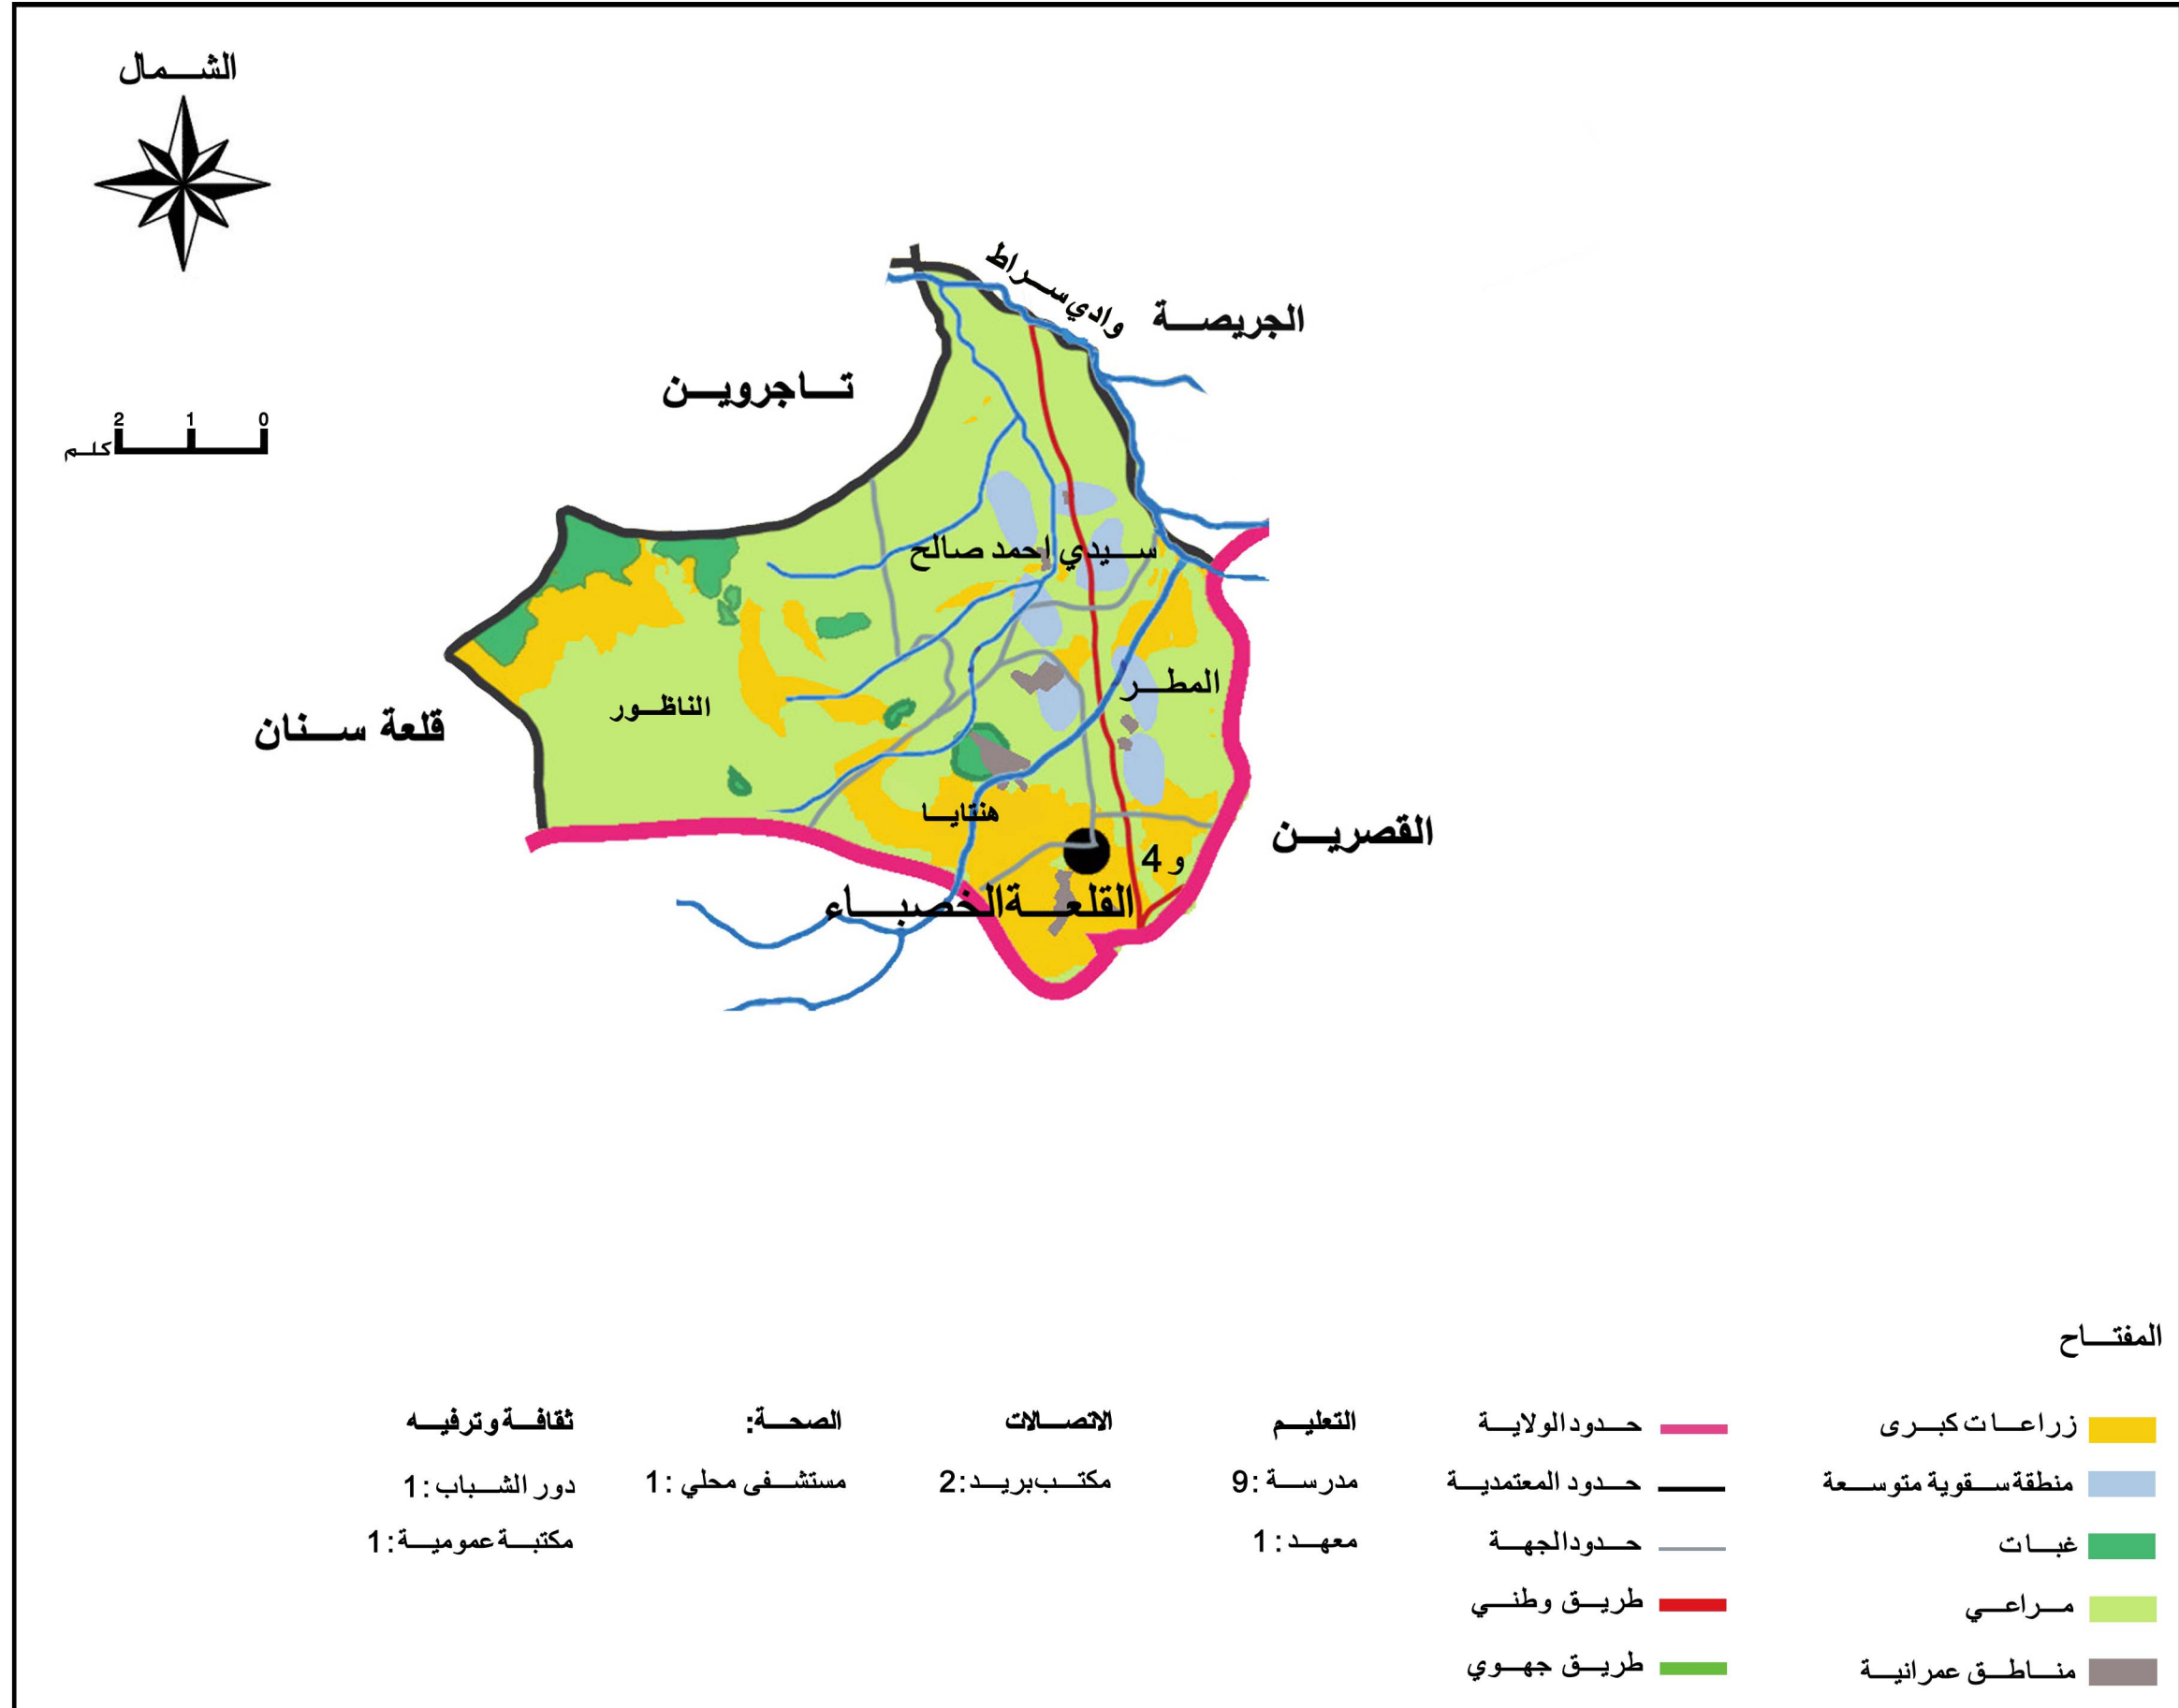 الشمال
وادي سراط
الجريصة
تاجروين
2 1 0
كلم
سيدي احمد صالح
المطر
الناظور
قلعة سنان
هنتايا
القصرين
و 4
القلعة الخصباء
المفتاح
زراعات كبرى
منطقة سقوية متوسعة
غبات
مراعي
مناطق عمرانية
حدود الولاية
حدود المعتمدية
حدود الجهة
طريق وطني
طريق جهوي
التعليم
مدرسة :9
معهد :1
الاتصالات
مكتب بريد :2
الصحة:
مستشفى محلي :1
ثقافة و ترفيه
دور الشباب :1
مكتبة عمومية :1